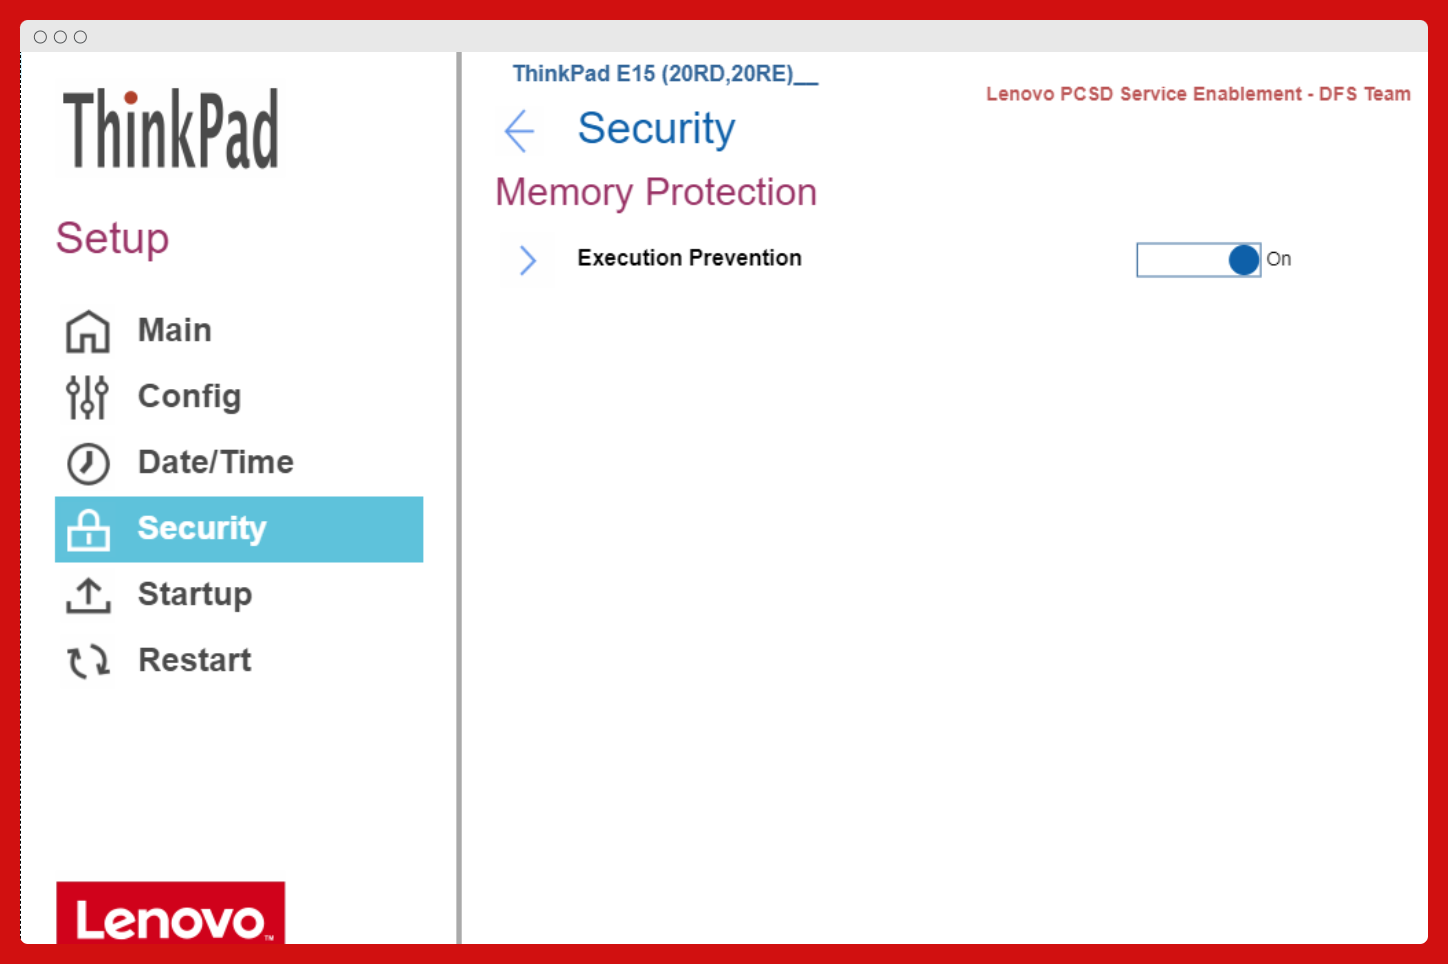 ThinkPad
Setup
Main
Config
Date/Time
Security
Startup
Restart
Lenovo™
ThinkPad E15 (20RD,20RE)__
Lenovo PCSD Service Enablement - DFS Team
Security
Memory Protection
Execution Prevention
On